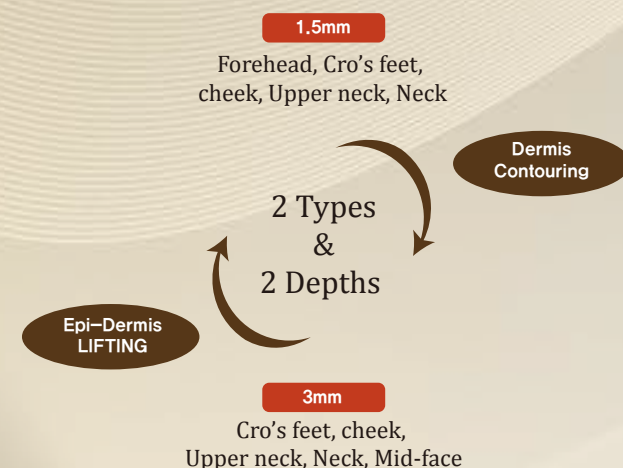 1.5mm
Forehead, Cro's feet,
cheek, Upper neck, Neck
Dermis
Contouring
2 Types
&
2 Depths
Epi-Dermis
LIFTING
3mm
Cro's feet, cheek,
Upper neck, Neck, Mid-face